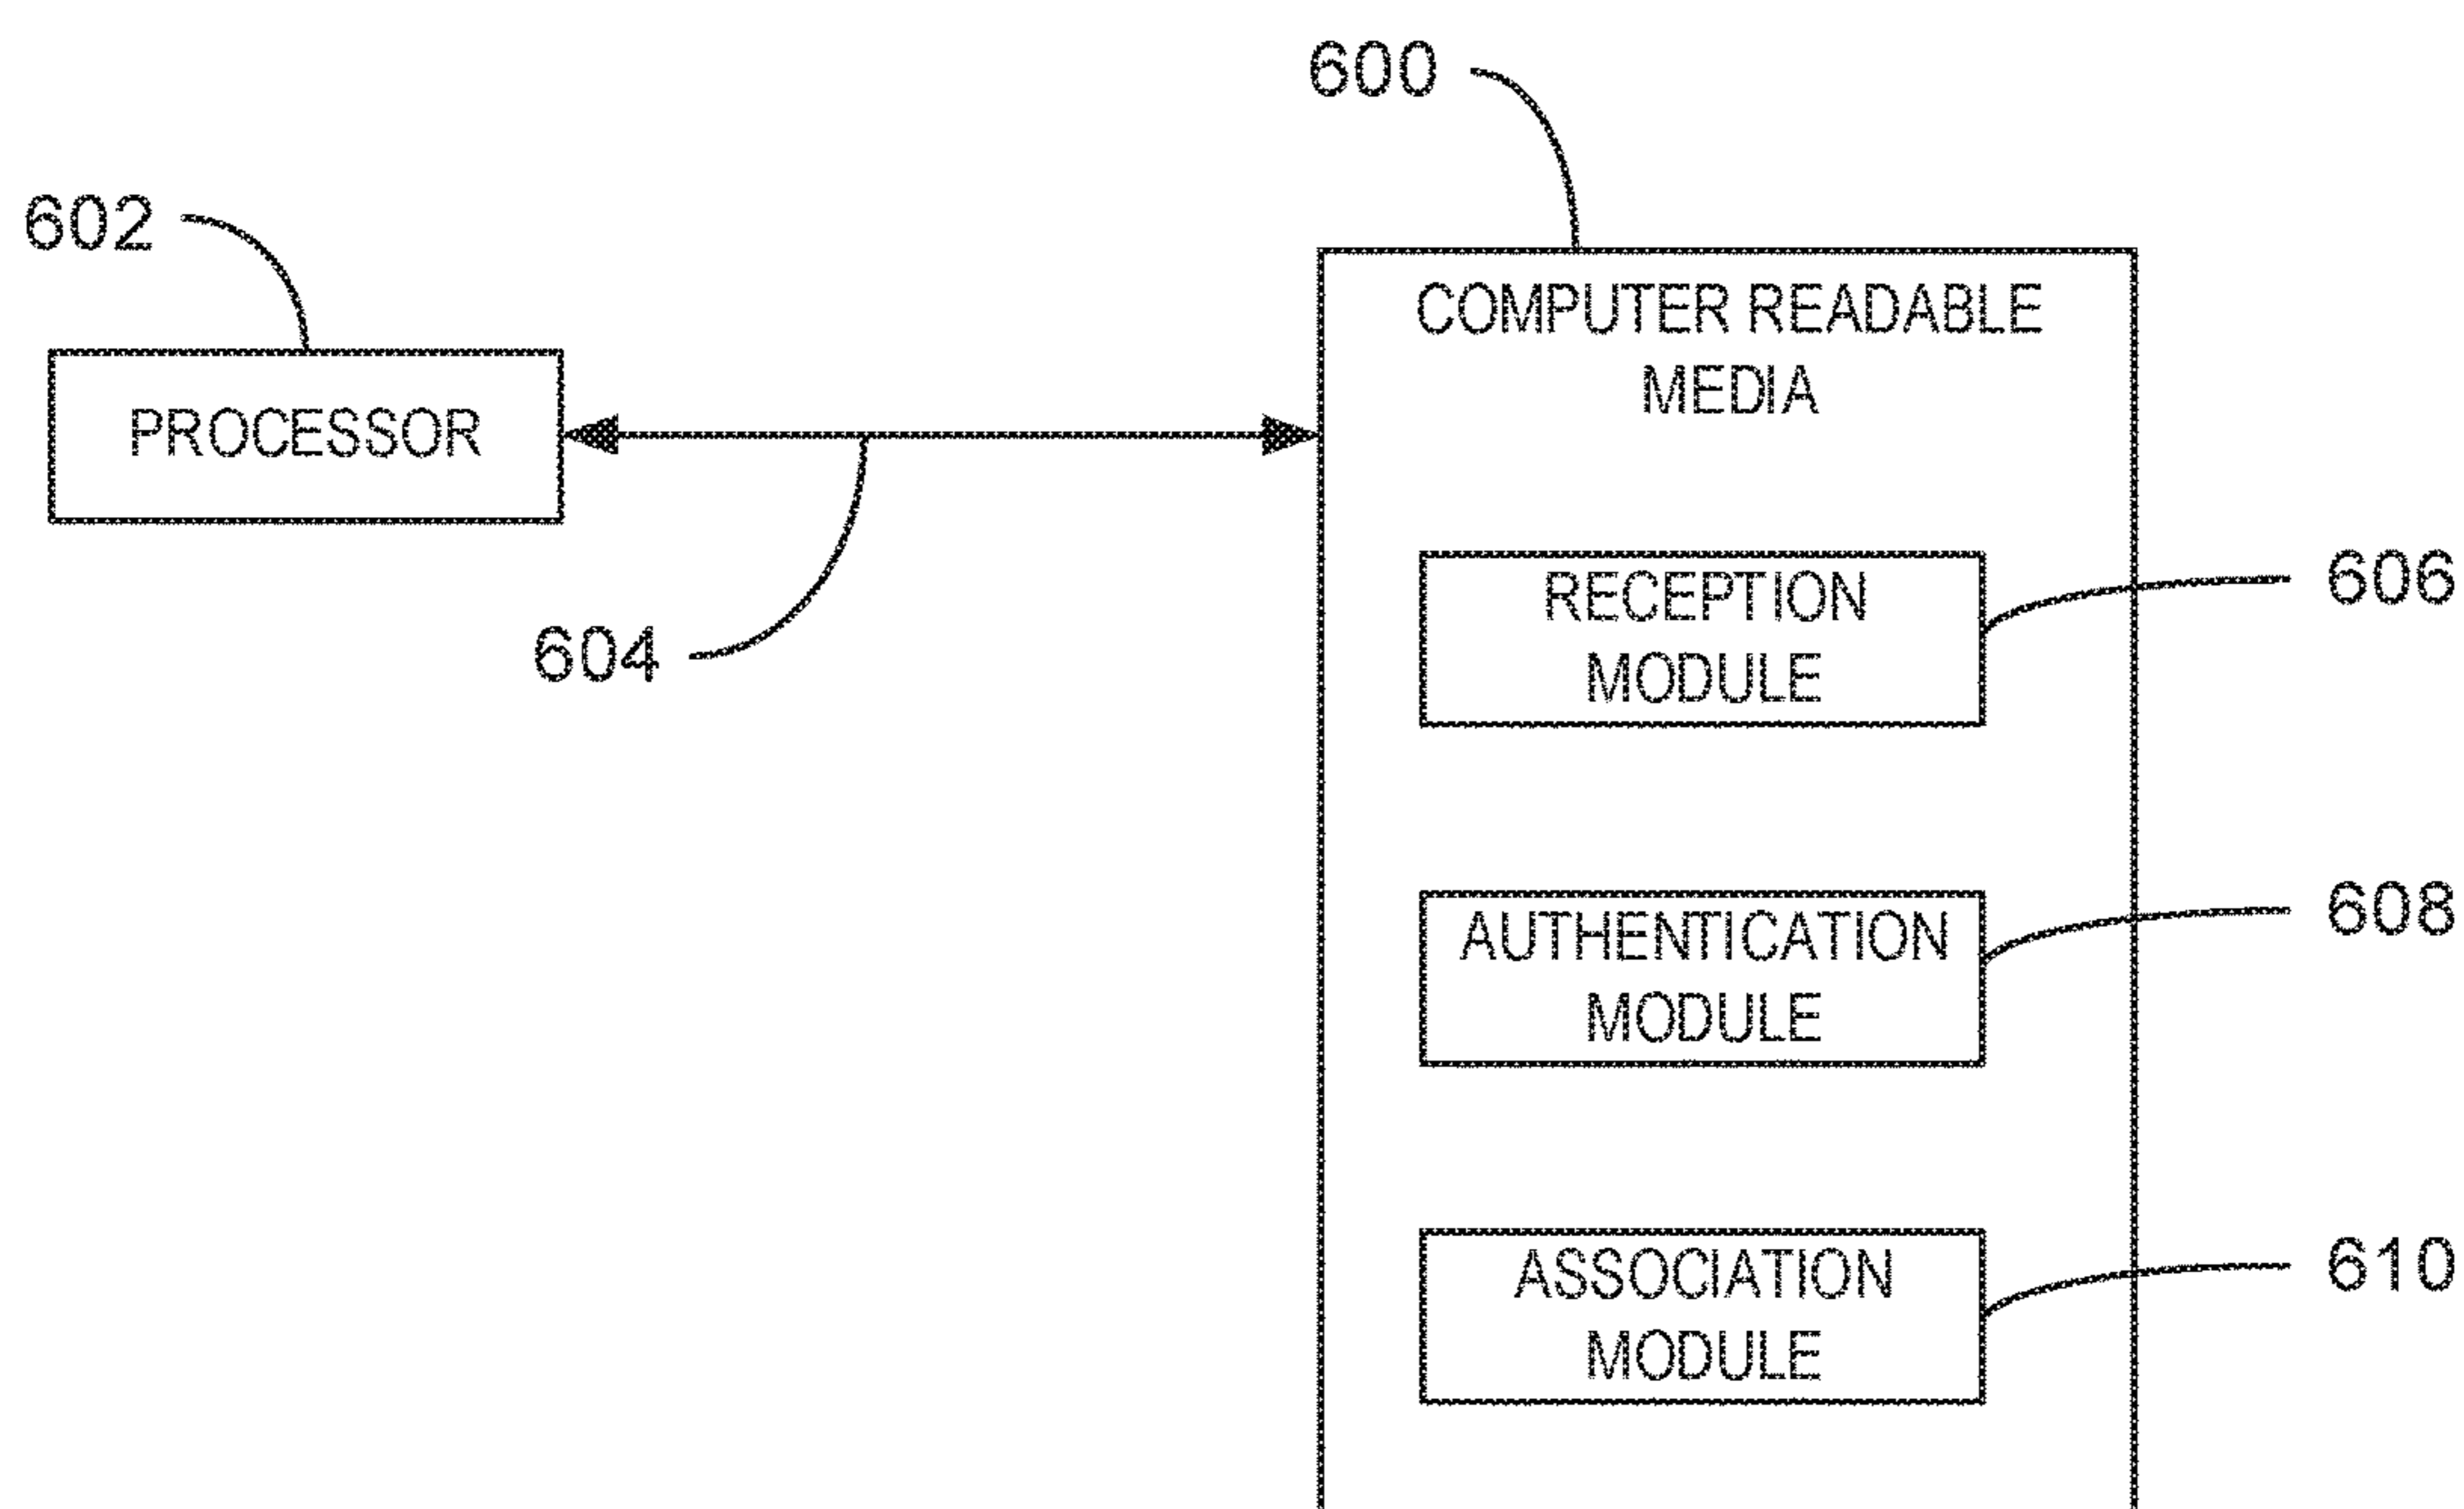 600
602
COMPUTER READABLE
MEDIA
PROCESSOR
604
RECEPTION
MODULE
606
AUTHENTICATION
MODULE
608
ASSOCIATION
MODULE
610